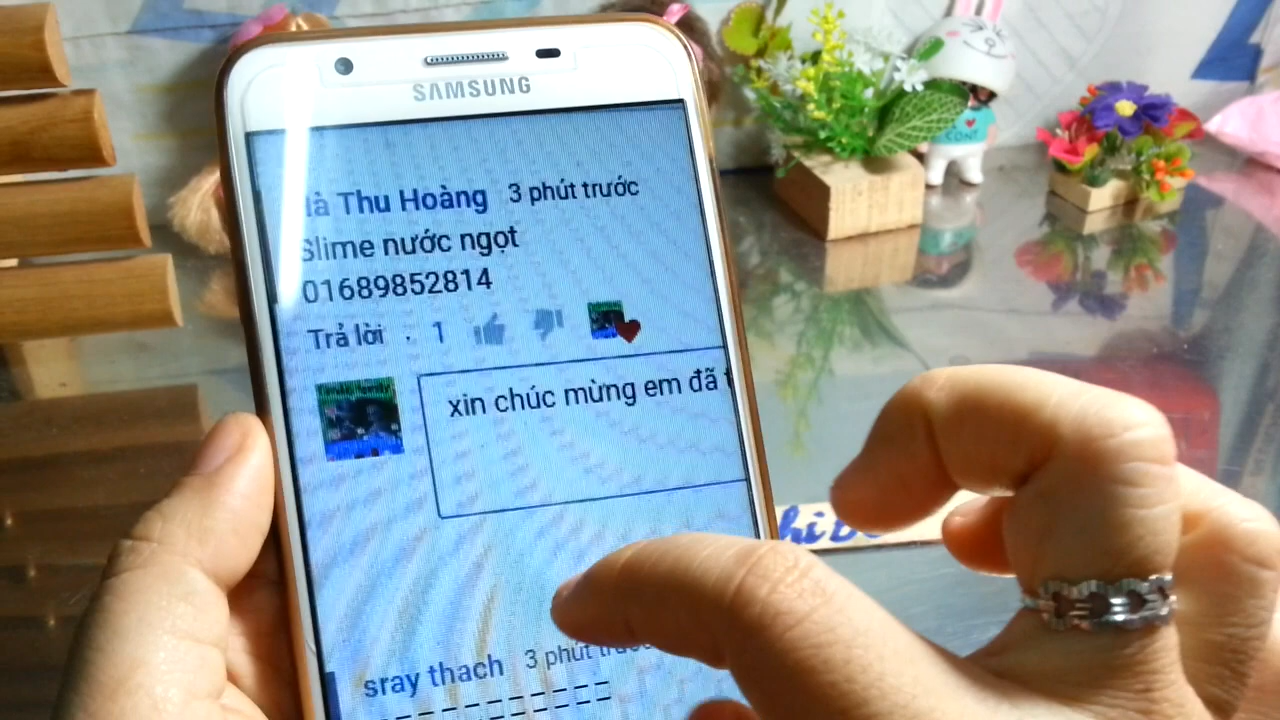 SAMSUNG
Hà Thu Hoàng 3 phút trước
Slime nước ngọt
01689852814
Trả lời · 1
xin chúc mừng em đã
sray thach 3 phút trước